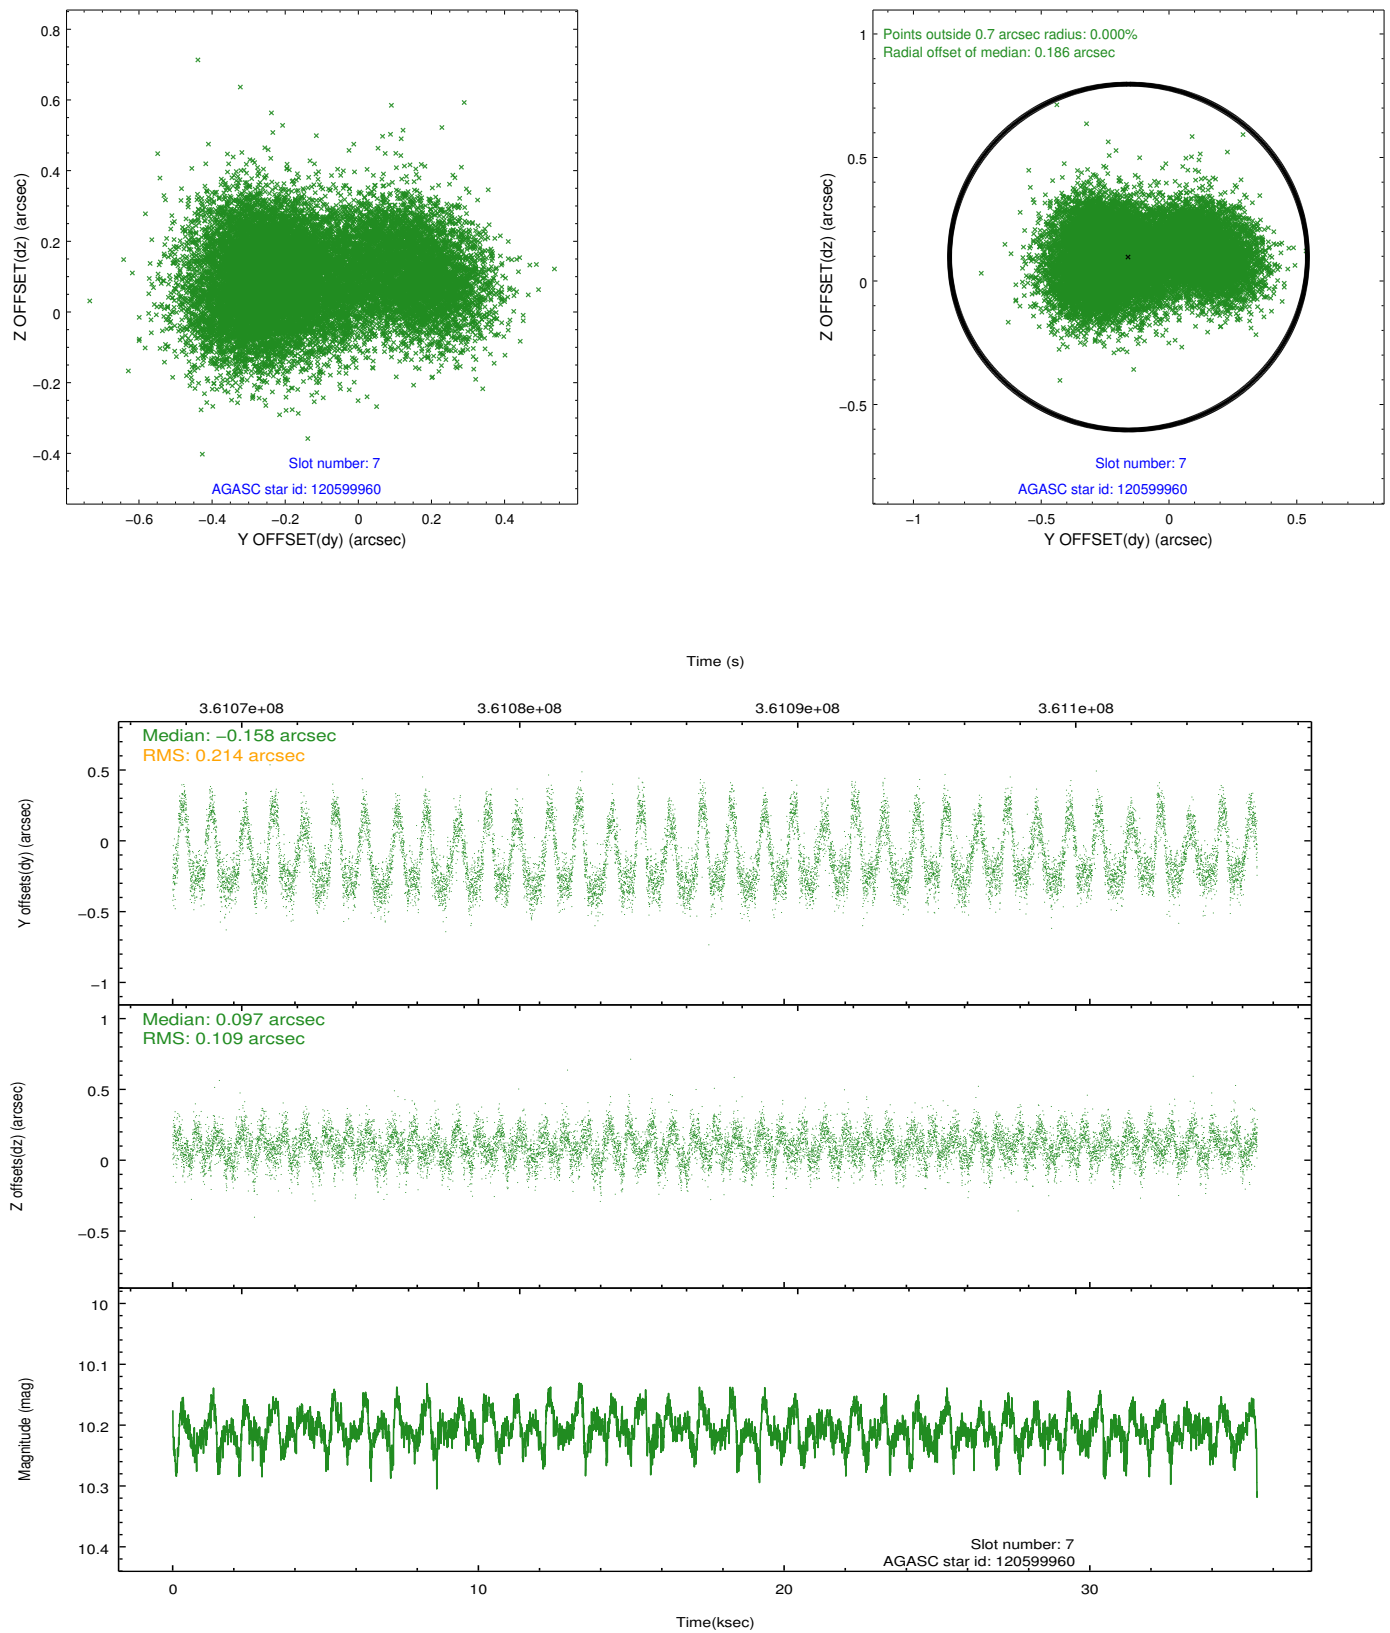 0.8
0.6
0.4
0.2
0
−0.2
−0.4
Z OFFSET(dz) (arcsec)
Slot number: 7
AGASC star id: 120599960
−0.6 −0.4 −0.2 0 0.2 0.4
Y OFFSET(dy) (arcsec)
Points outside 0.7 arcsec radius: 0.000%
Radial offset of median: 0.186 arcsec
1
0.5
0
−0.5
Z OFFSET(dz) (arcsec)
Slot number: 7
AGASC star id: 120599960
−1 −0.5 0 0.5
Y OFFSET(dy) (arcsec)
Time (s)
3.6107e+08 3.6108e+08 3.6109e+08 3.611e+08
Median: −0.158 arcsec
RMS: 0.214 arcsec
0.5
0
−0.5
−1
Y offsets(dy) (arcsec)
Median: 0.097 arcsec
RMS: 0.109 arcsec
1
0.5
0
−0.5
Z offsets(dz) (arcsec)
10
10.1
10.2
10.3
10.4
Magnitude (mag)
Slot number: 7
AGASC star id: 120599960
0 10 20 30
Time(ksec)